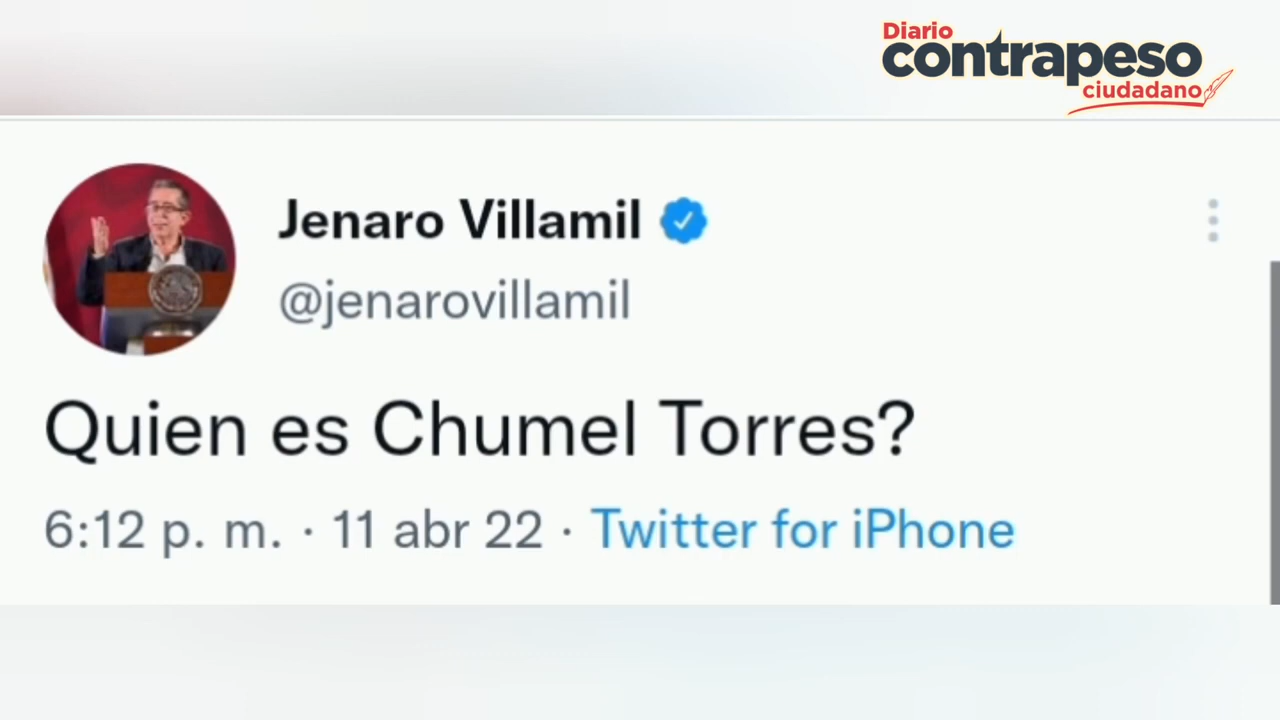 Diario
contrapeso
ciudadano
Jenaro Villamil
@jenarovillamil
Quien es Chumel Torres?
6:12 p. m. · 11 abr 22 · Twitter for iPhone